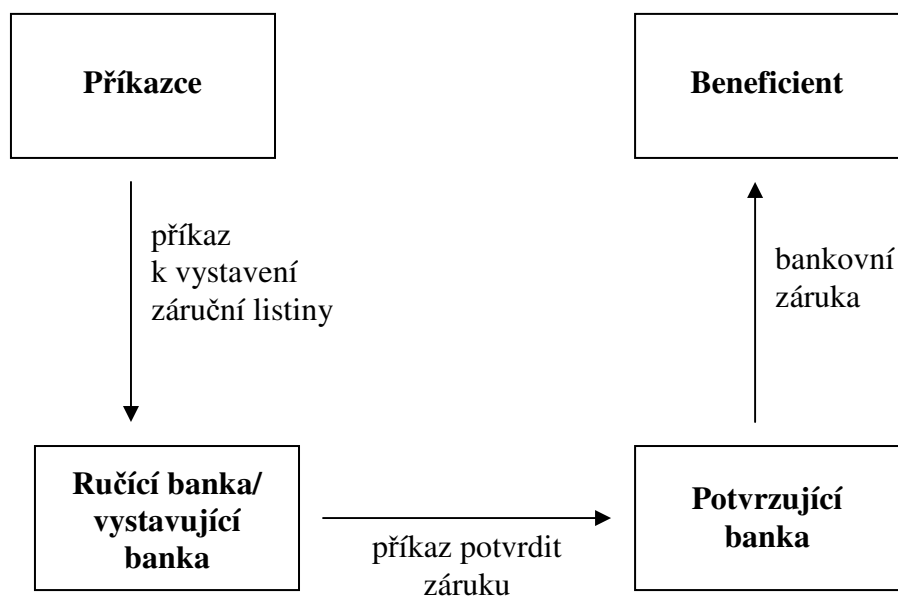 Příkazce
Beneficient
příkaz
k vystavení
záruční listiny
bankovní
záruka
Ručící banka/
vystavující
banka
příkaz potvrdit
záruku
Potvrzující
banka